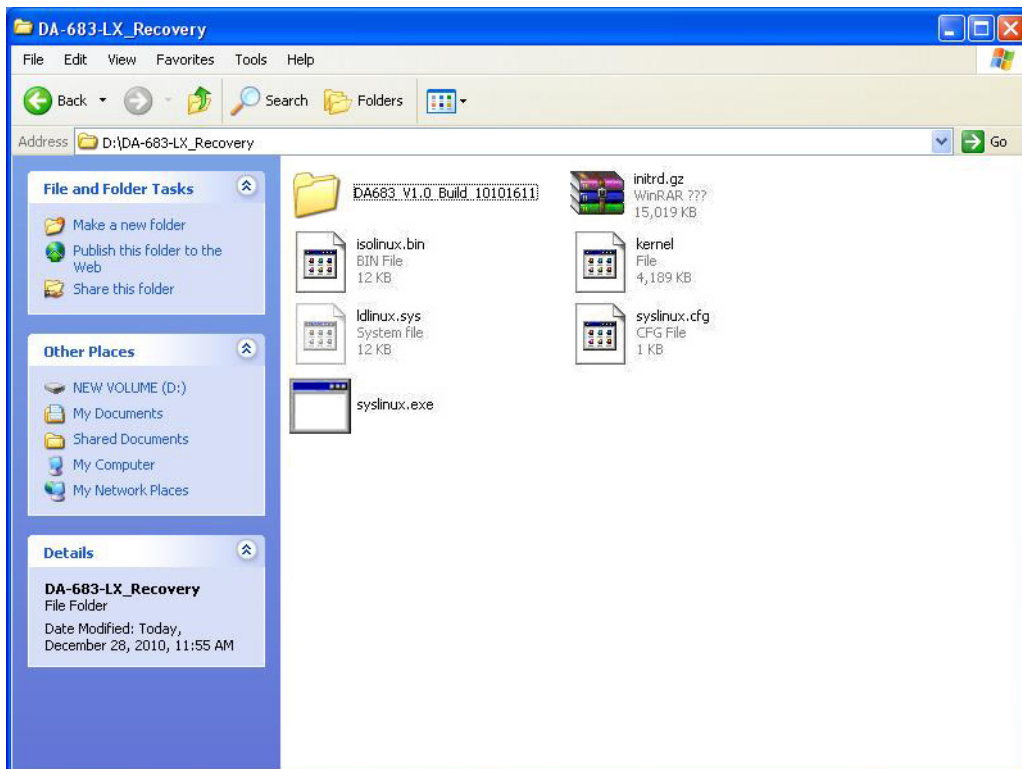 DA-683-LX_Recovery
File Edit View Favorites Tools Help
Back Search Folders
Address D:\DA-683-LX_Recovery Go
File and Folder Tasks
Make a new folder
Publish this folder to the
Web
Share this folder
Other Places
NEW VOLUME (D:)
My Documents
Shared Documents
My Computer
My Network Places
Details
DA-683-LX_Recovery
File Folder
Date Modified: Today,
December 28, 2010, 11:55 AM
DA683_V1.0_Build_10101611
initrd.gz
WinRAR ???
15,019 KB
isolinux.bin
BIN File
12 KB
kernel
File
4,189 KB
ldlinux.sys
System file
12 KB
syslinux.cfg
CFG File
1 KB
syslinux.exe